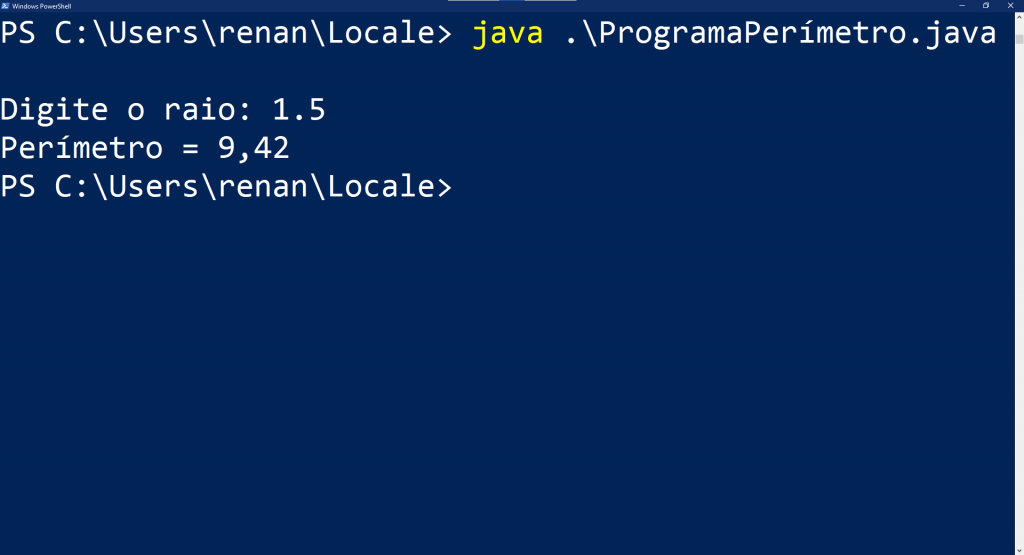 Windows PowerShell
PS C:\Users\renan\Locale> java .\ProgramaPerímetro.java
Digite o raio: 1.5
Perímetro = 9,42
PS C:\Users\renan\Locale>